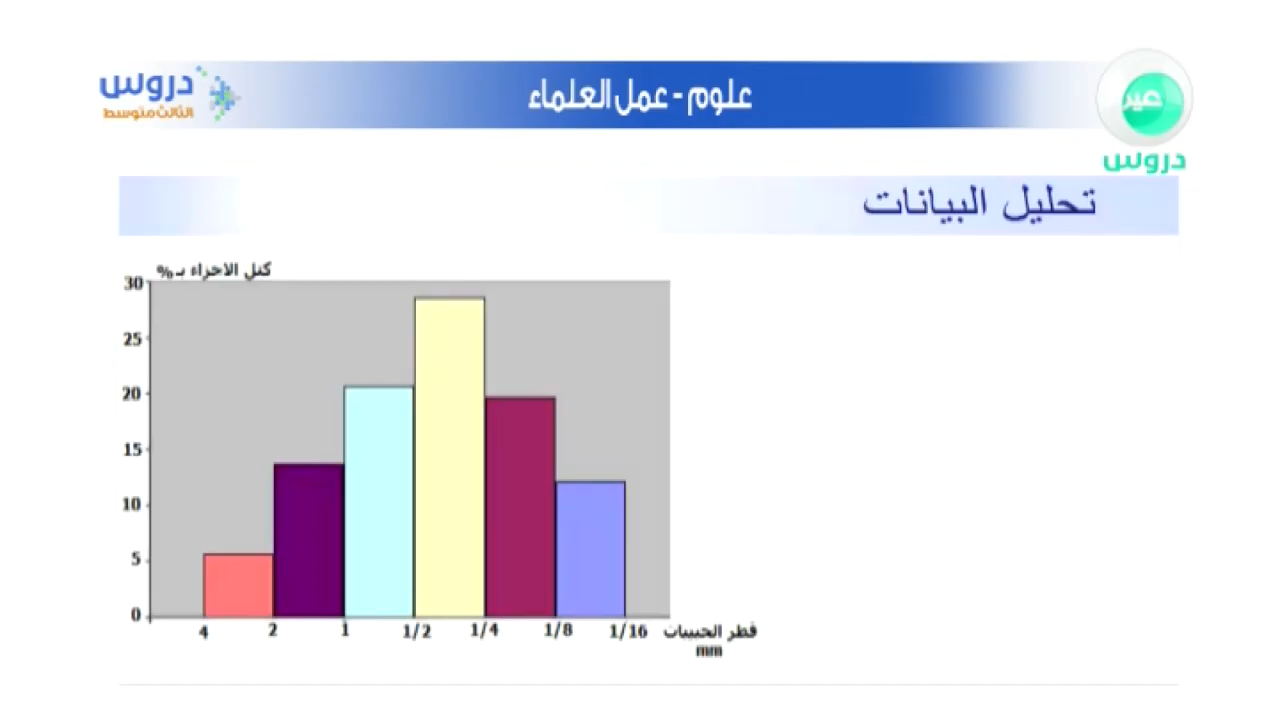 علوم - عمل العلماء
دروس
الثالث متوسط
عين
دروس
تحليل البيانات
كتل الاجزاء بـ %
30
25
20
15
10
5
0
4 2 1 1/2 1/4 1/8 1/16
قطر الحبيبات
mm